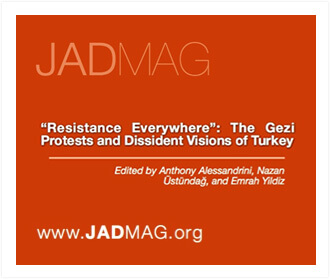 JADMAG
“Resistance Everywhere”: The Gezi
Protests and Dissident Visions of Turkey
Edited by Anthony Alessandrini, Nazan
Üstündağ, and Emrah Yildiz
www.JADMAG.org